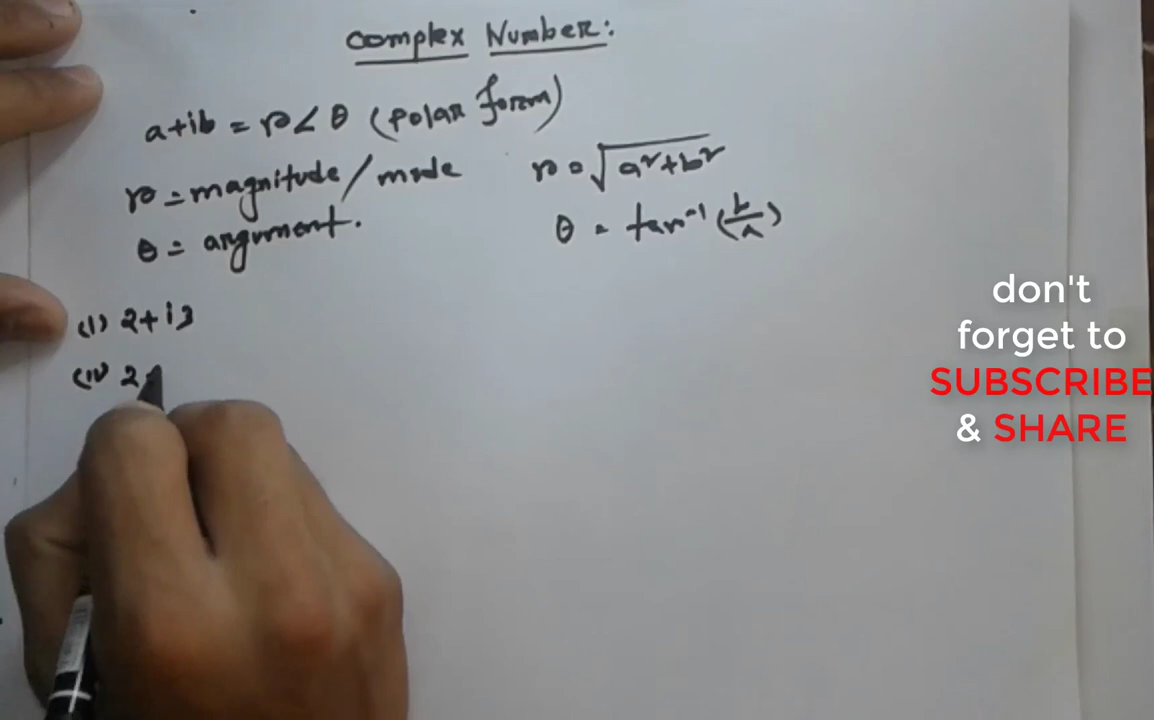 Complex Number:
a+ib = r∠θ (Polar form)
r = magnitude / mode
r = √a²+b²
θ = argument.
θ = tan⁻¹ (b/a)
(i) 2+i3
(ii) 2
don't
forget to
SUBSCRIBE
& SHARE